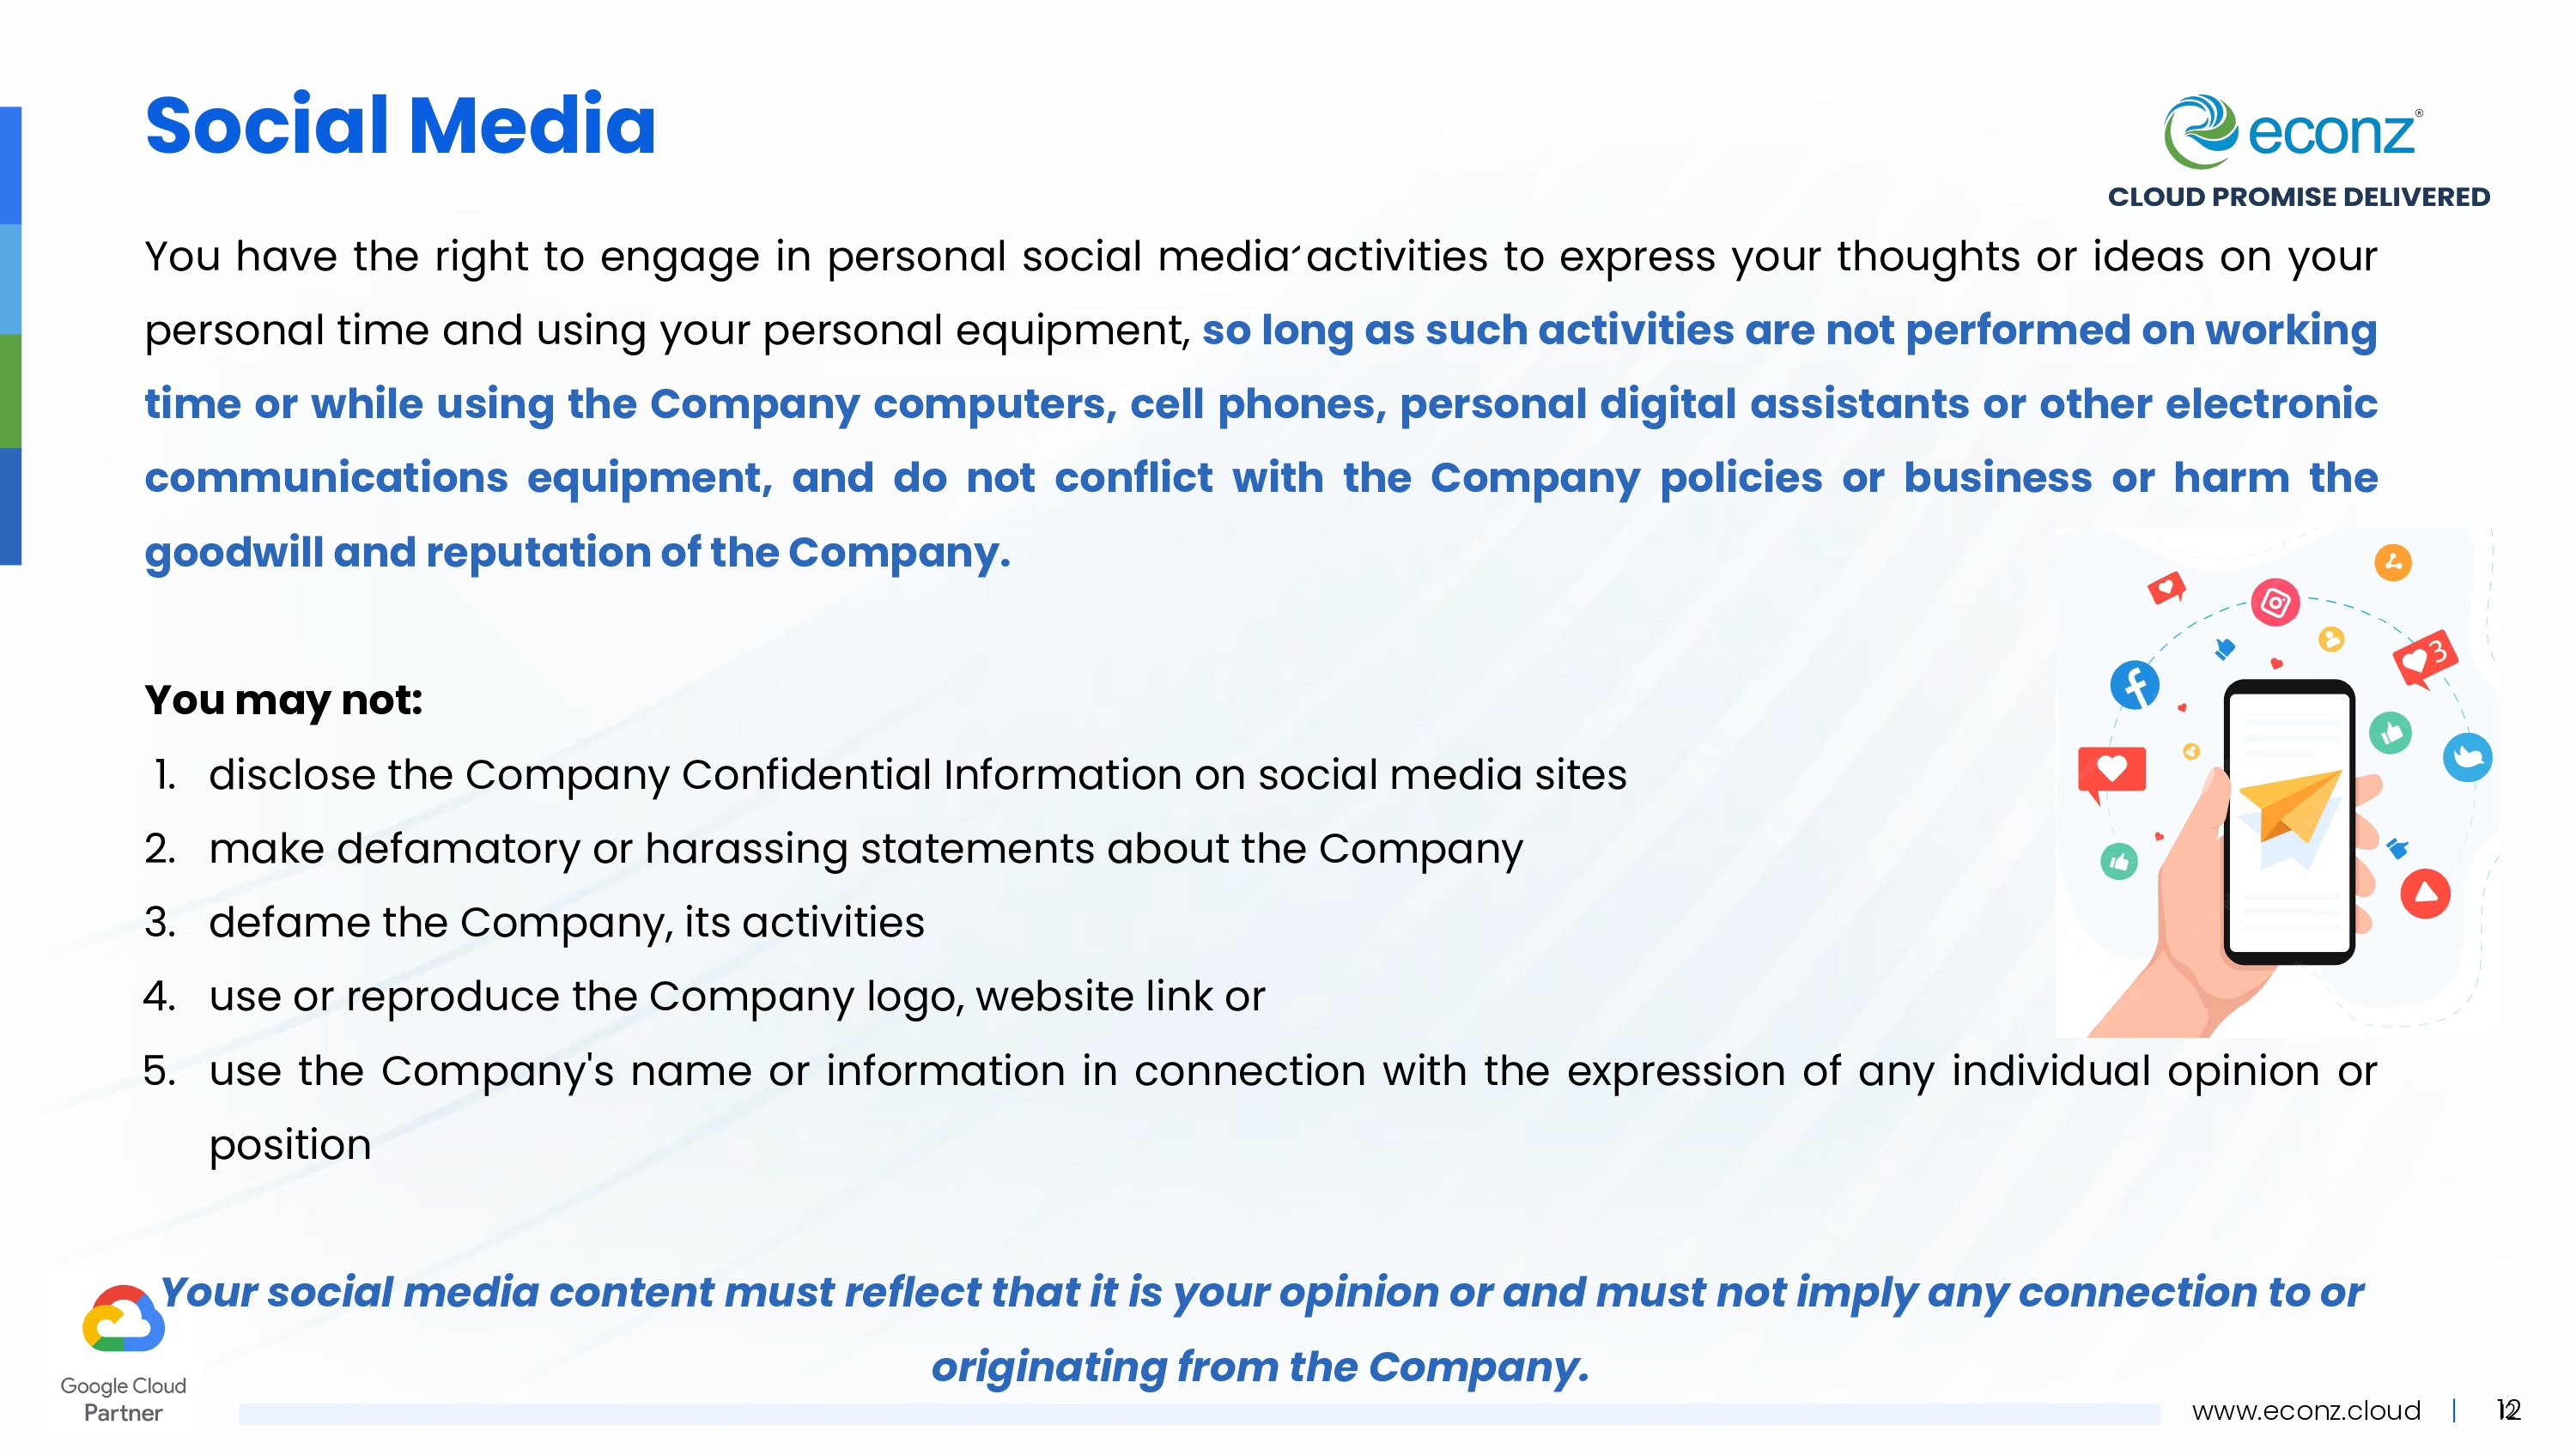 Social Media
econz®
CLOUD PROMISE DELIVERED
You have the right to engage in personal social media activities to express your thoughts or ideas on your
personal time and using your personal equipment, so long as such activities are not performed on working
time or while using the Company computers, cell phones, personal digital assistants or other electronic
communications equipment, and do not conflict with the Company policies or business or harm the
goodwill and reputation of the Company.
You may not:
1. disclose the Company Confidential Information on social media sites
2. make defamatory or harassing statements about the Company
3. defame the Company, its activities
4. use or reproduce the Company logo, website link or
5. use the Company's name or information in connection with the expression of any individual opinion or
position
3
Your social media content must reflect that it is your opinion or and must not imply any connection to or
originating from the Company.
Google Cloud
Partner
www.econz.cloud | 12